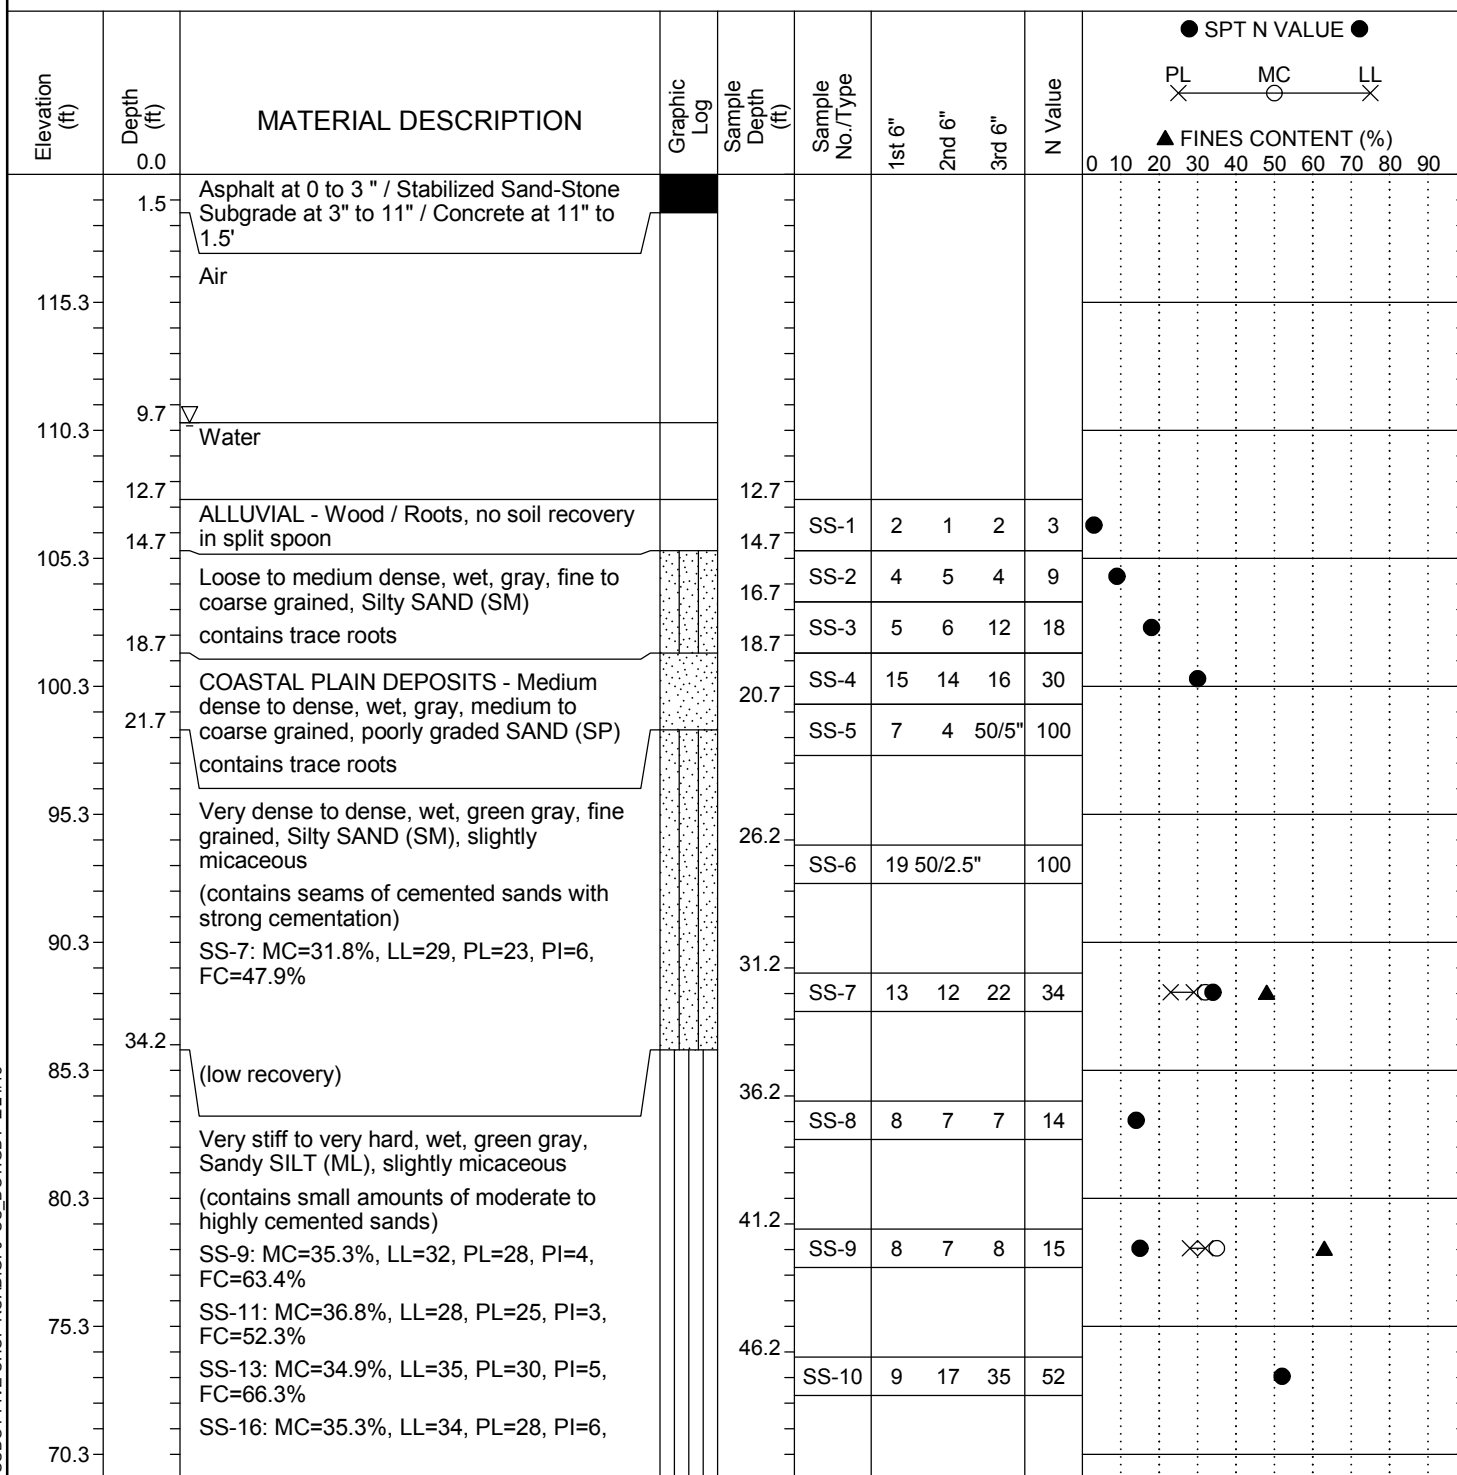 ● SPT N VALUE ●
PL MC LL
▲ FINES CONTENT (%)
0 10 20 30 40 50 60 70 80 90
Elevation (ft)
Depth (ft)
0.0
MATERIAL DESCRIPTION
Graphic Log
Sample Depth (ft)
Sample No./Type
1st 6"
2nd 6"
3rd 6"
N Value
1.5
Asphalt at 0 to 3 " / Stabilized Sand-Stone
Subgrade at 3" to 11" / Concrete at 11" to
1.5'
Air
115.3
9.7
110.3
Water
12.7 12.7
ALLUVIAL - Wood / Roots, no soil recovery
in split spoon
SS-1 2 1 2 3
14.7 14.7
105.3
Loose to medium dense, wet, gray, fine to
coarse grained, Silty SAND (SM)
SS-2 4 5 4 9
16.7
contains trace roots
SS-3 5 6 12 18
18.7 18.7
100.3
COASTAL PLAIN DEPOSITS - Medium
dense to dense, wet, gray, medium to
coarse grained, poorly graded SAND (SP)
SS-4 15 14 16 30
20.7
21.7
SS-5 7 4 50/5" 100
contains trace roots
95.3
Very dense to dense, wet, green gray, fine
grained, Silty SAND (SM), slightly
micaceous
26.2
SS-6 19 50/2.5" 100
(contains seams of cemented sands with
strong cementation)
90.3
SS-7: MC=31.8%, LL=29, PL=23, PI=6,
FC=47.9%
31.2
SS-7 13 12 22 34
34.2
85.3
(low recovery)
36.2
SS-8 8 7 7 14
Very stiff to very hard, wet, green gray,
Sandy SILT (ML), slightly micaceous
80.3
(contains small amounts of moderate to
highly cemented sands)
41.2
SS-9 8 7 8 15
SS-9: MC=35.3%, LL=32, PL=28, PI=4,
FC=63.4%
SS-11: MC=36.8%, LL=28, PL=25, PI=3,
FC=52.3%
75.3
46.2
SS-10 9 17 35 52
SS-13: MC=34.9%, LL=35, PL=30, PI=5,
FC=66.3%
SS-16: MC=35.3%, LL=34, PL=28, PI=6,
70.3